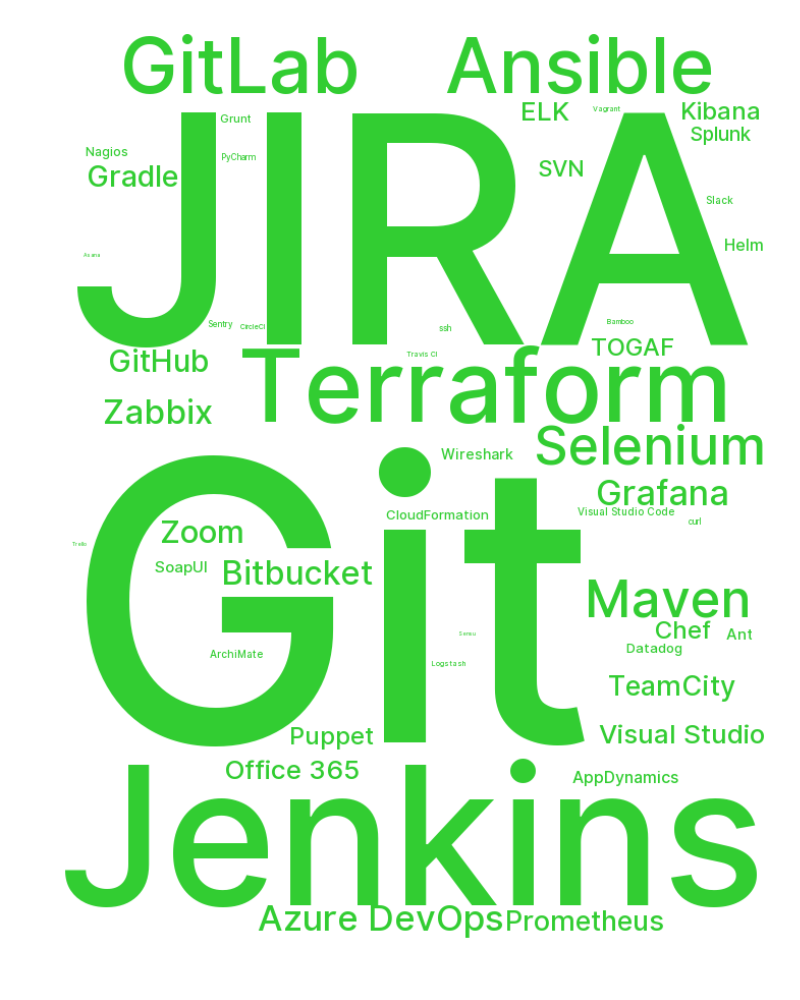 GitLab
Ansible
ELK
Vagrant
Kibana
Grunt
Splunk
Nagios
PyCharm
SVN
Gradle
Slack
Helm
Asana
Sentry
CircleCI
ssh
Bamboo
TOGAF
JIRA
GitHub
Travis CI
Terraform
Zabbix
Selenium
Wireshark
Grafana
CloudFormation
Visual Studio Code
curl
Zoom
Trello
SoapUI
Bitbucket
Git
Maven
Chef
Ant
Datadog
ArchiMate
Logstash
TeamCity
Puppet
Visual Studio
Office 365
AppDynamics
Jenkins
Azure DevOps
Prometheus